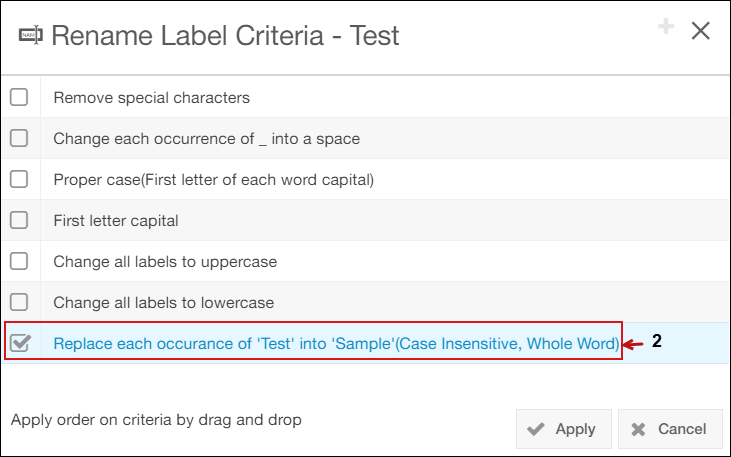 Rename Label Criteria - Test
Remove special characters
Change each occurrence of _ into a space
Proper case(First letter of each word capital)
First letter capital
Change all labels to uppercase
Change all labels to lowercase
Replace each occurance of 'Test' into 'Sample'(Case Insensitive, Whole Word)
2
Apply order on criteria by drag and drop
Apply
Cancel